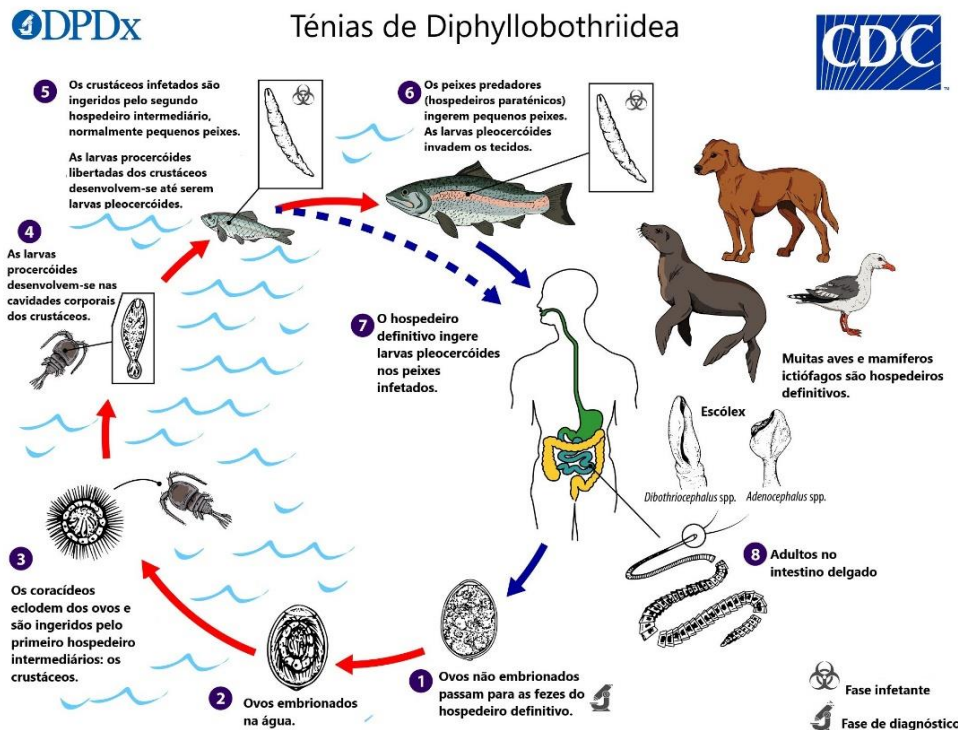 DPDx
Ténias de Diphyllobothriidea
CDC
TM
5
Os crustáceos infetados são
ingeridos pelo segundo
hospedeiro intermediário,
normalmente pequenos peixes.
As larvas procercóides
libertadas dos crustáceos
desenvolvem-se até serem
larvas pleocercóides.
6
Os peixes predadores
(hospedeiros paraténicos)
ingerem pequenos peixes.
As larvas pleocercóides
invadem os tecidos.
4
As larvas
procercóides
desenvolvem-se nas
cavidades corporais
dos crustáceos.
7
O hospedeiro
definitivo ingere
larvas pleocercóides
nos peixes
infetados.
Muitas aves e mamíferos
ictiófagos são hospedeiros
definitivos.
Escólex
Dibothriocephalus spp.
Adenocephalus spp.
8
Adultos no
intestino delgado
3
Os coracídeos
eclodem dos ovos e
são ingeridos pelo
primeiro hospedeiro
intermediários: os
crustáceos.
2
Ovos embrionados
na água.
1
Ovos não embrionados
passam para as fezes do
hospedeiro definitivo.
Fase infetante
Fase de diagnóstico